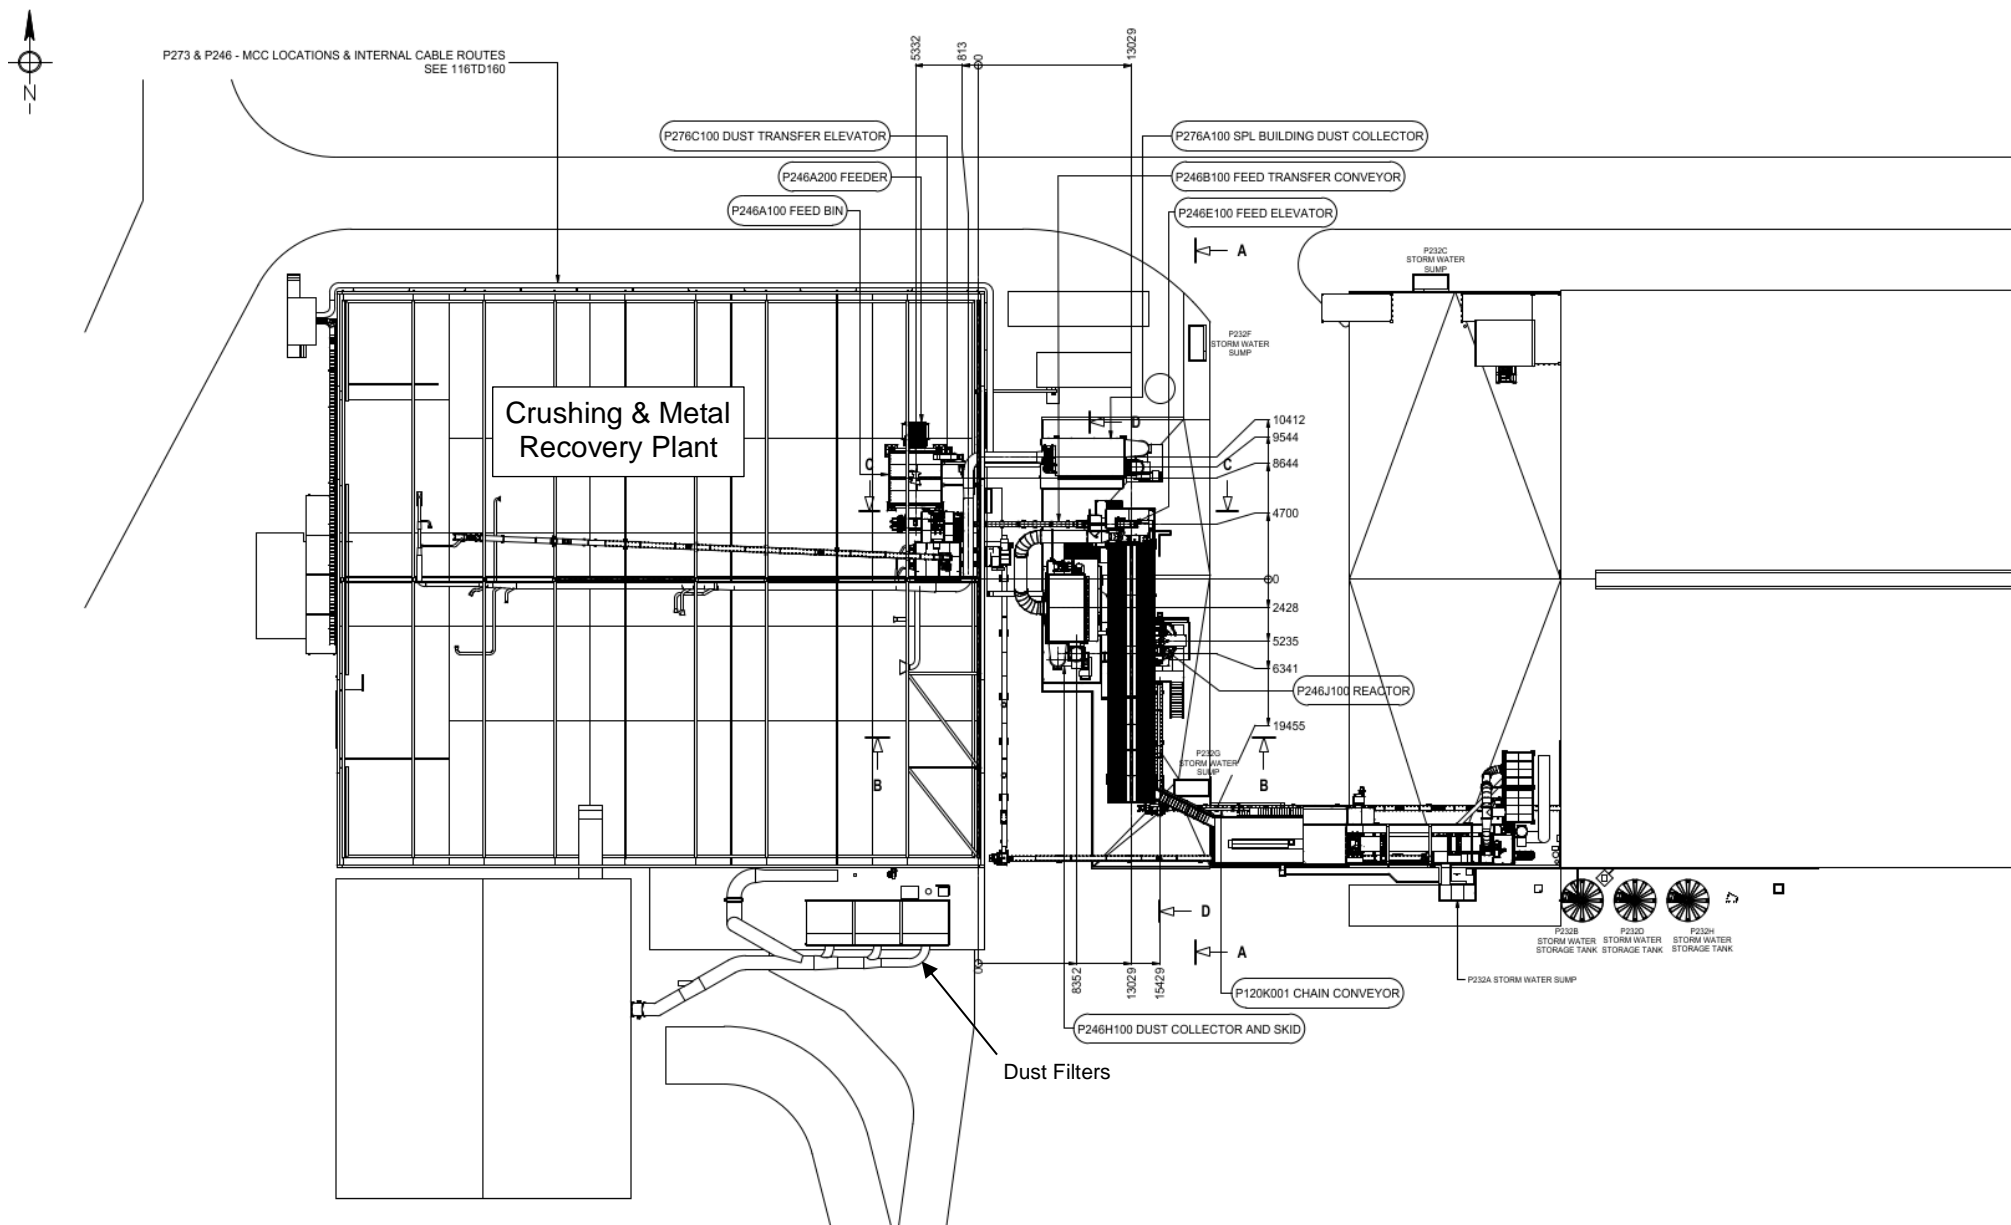 P273 & P246 - MCC LOCATIONS & INTERNAL CABLE ROUTES
SEE 116TD160
N
5332
813
0
13029
P276C100 DUST TRANSFER ELEVATOR
P276A100 SPL BUILDING DUST COLLECTOR
P246A200 FEEDER
P246B100 FEED TRANSFER CONVEYOR
P246A100 FEED BIN
P246E100 FEED ELEVATOR
A
P232C
STORM WATER
SUMP
P232F
STORM WATER
SUMP
Crushing & Metal
Recovery Plant
D
10412
9544
8644
C
C
4700
0
2428
5235
6341
P246J100 REACTOR
19455
P232G
STORM WATER
SUMP
B
B
D
A
P232B
STORM WATER
STORAGE TANK
P232D
STORM WATER
STORAGE TANK
P232H
STORM WATER
STORAGE TANK
0
8352
13029
15429
P232A STORM WATER SUMP
P120K001 CHAIN CONVEYOR
P246H100 DUST COLLECTOR AND SKID
Dust Filters